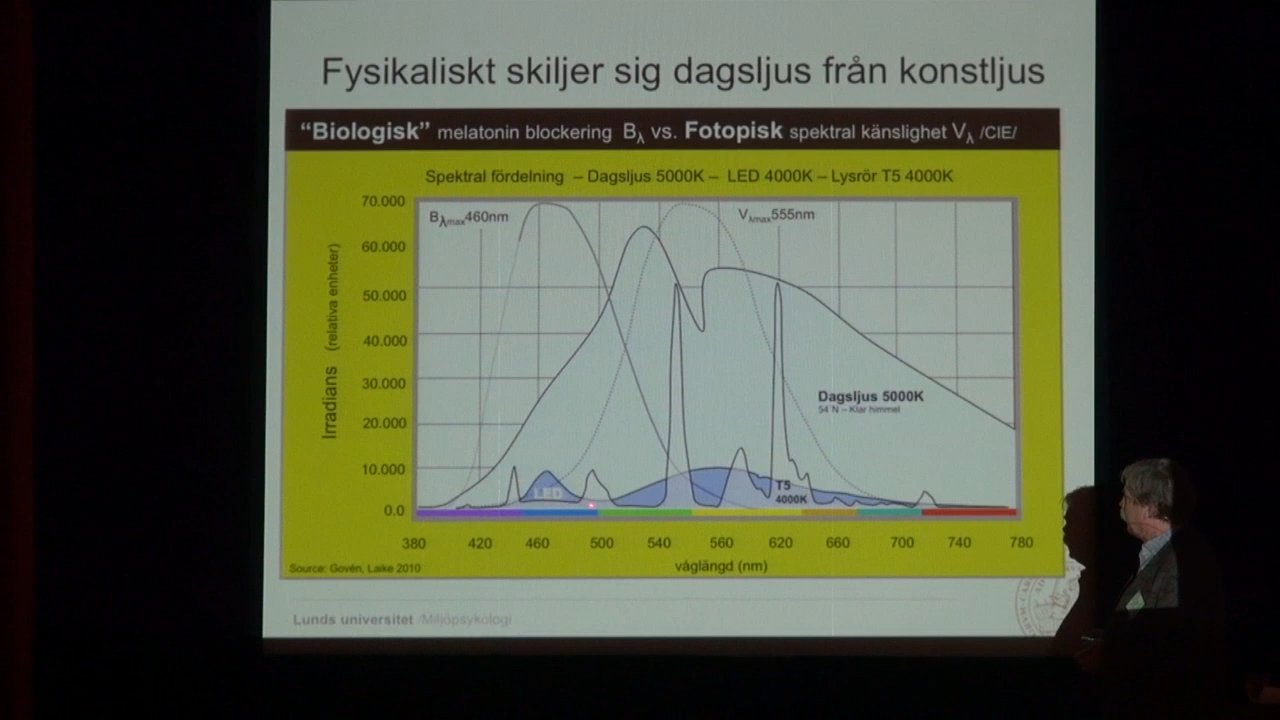 Fysikaliskt skiljer sig dagsljus från konstljus
“Biologisk” melatonin blockering Bλ vs. Fotopisk spektral känslighet Vλ /CIE/
Spektral fördelning – Dagsljus 5000K – LED 4000K – Lysrör T5 4000K
Irradians (relativa enheter)
70.000
60.000
50.000
40.000
30.000
20.000
10.000
0.0
Bλmax460nm
Vλmax555nm
Dagsljus 5000K
54°N – Klar himmel
LED
T5
4000K
380 420 460 500 540 560 620 660 700 740 780
våglängd (nm)
Source: Govén, Laike 2010
Lunds universitet /Miljöpsykologi